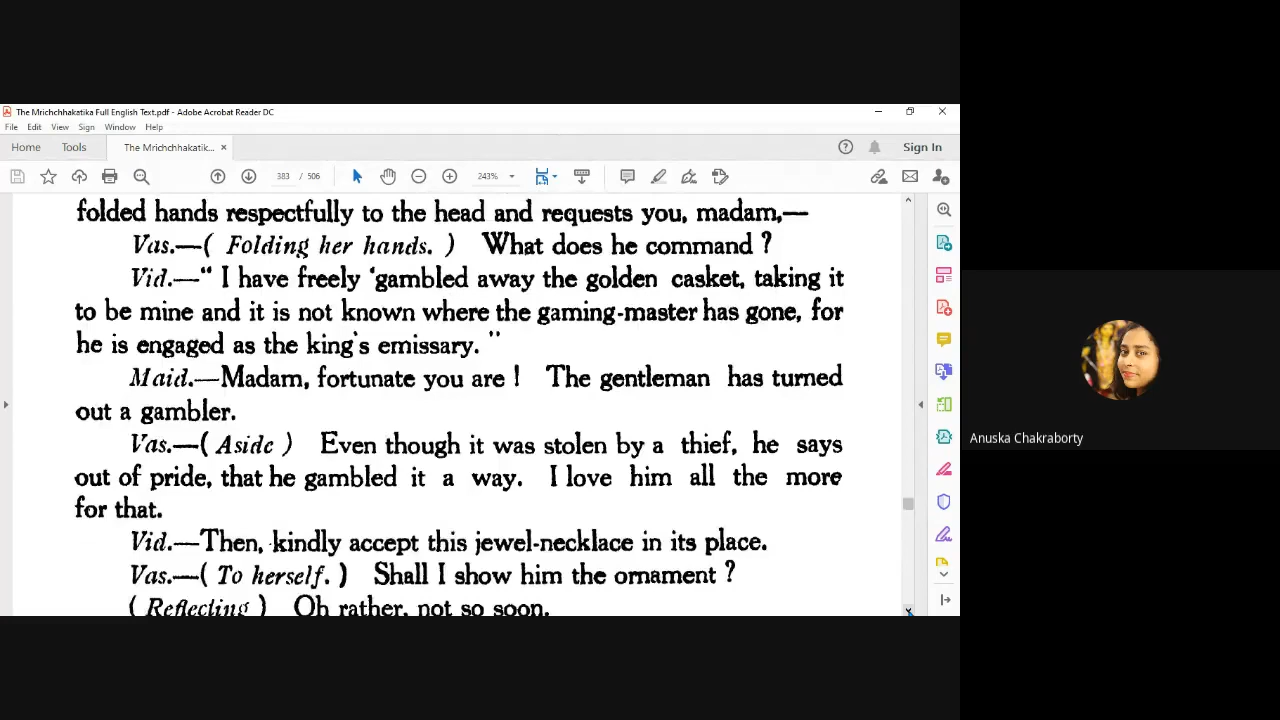 The Mrichchhakatika Full English Text.pdf - Adobe Acrobat Reader DC
File Edit View Sign Window Help
Home Tools The Mrichchhakatik... × Sign In
383 / 506 243%
folded hands respectfully to the head and requests you, madam,—
Vas.—( Folding her hands. ) What does he command ?
Vid.—“ I have freely ‘gambled away the golden casket, taking it
to be mine and it is not known where the gaming-master has gone, for
he is engaged as the king's emissary. ”
Maid.—Madam, fortunate you are ! The gentleman has turned
out a gambler.
Vas.—( Aside ) Even though it was stolen by a thief, he says
out of pride, that he gambled it a way. I love him all the more
for that.
Vid.—Then, kindly accept this jewel-necklace in its place.
Vas.—( To herself. ) Shall I show him the ornament ?
( Reflecting ) Oh rather, not so soon.
Anuska Chakraborty